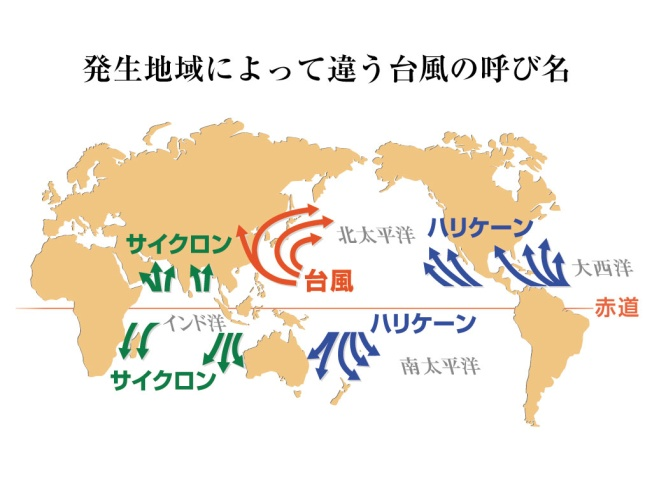 発生地域によって違う台風の呼び名
サイクロン
北太平洋
ハリケーン
大西洋
台風
赤道
インド洋
ハリケーン
サイクロン
南太平洋